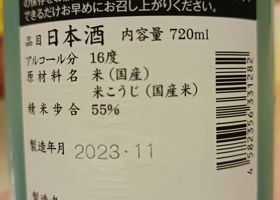 できるだけお早めにお召し上がりください。
品目 日本酒 内容量 720ml
アルコール分 16度
原材料名 米(国産)
米こうじ(国産米)
精米歩合 55%
製造年月 2023・11
4582356331282